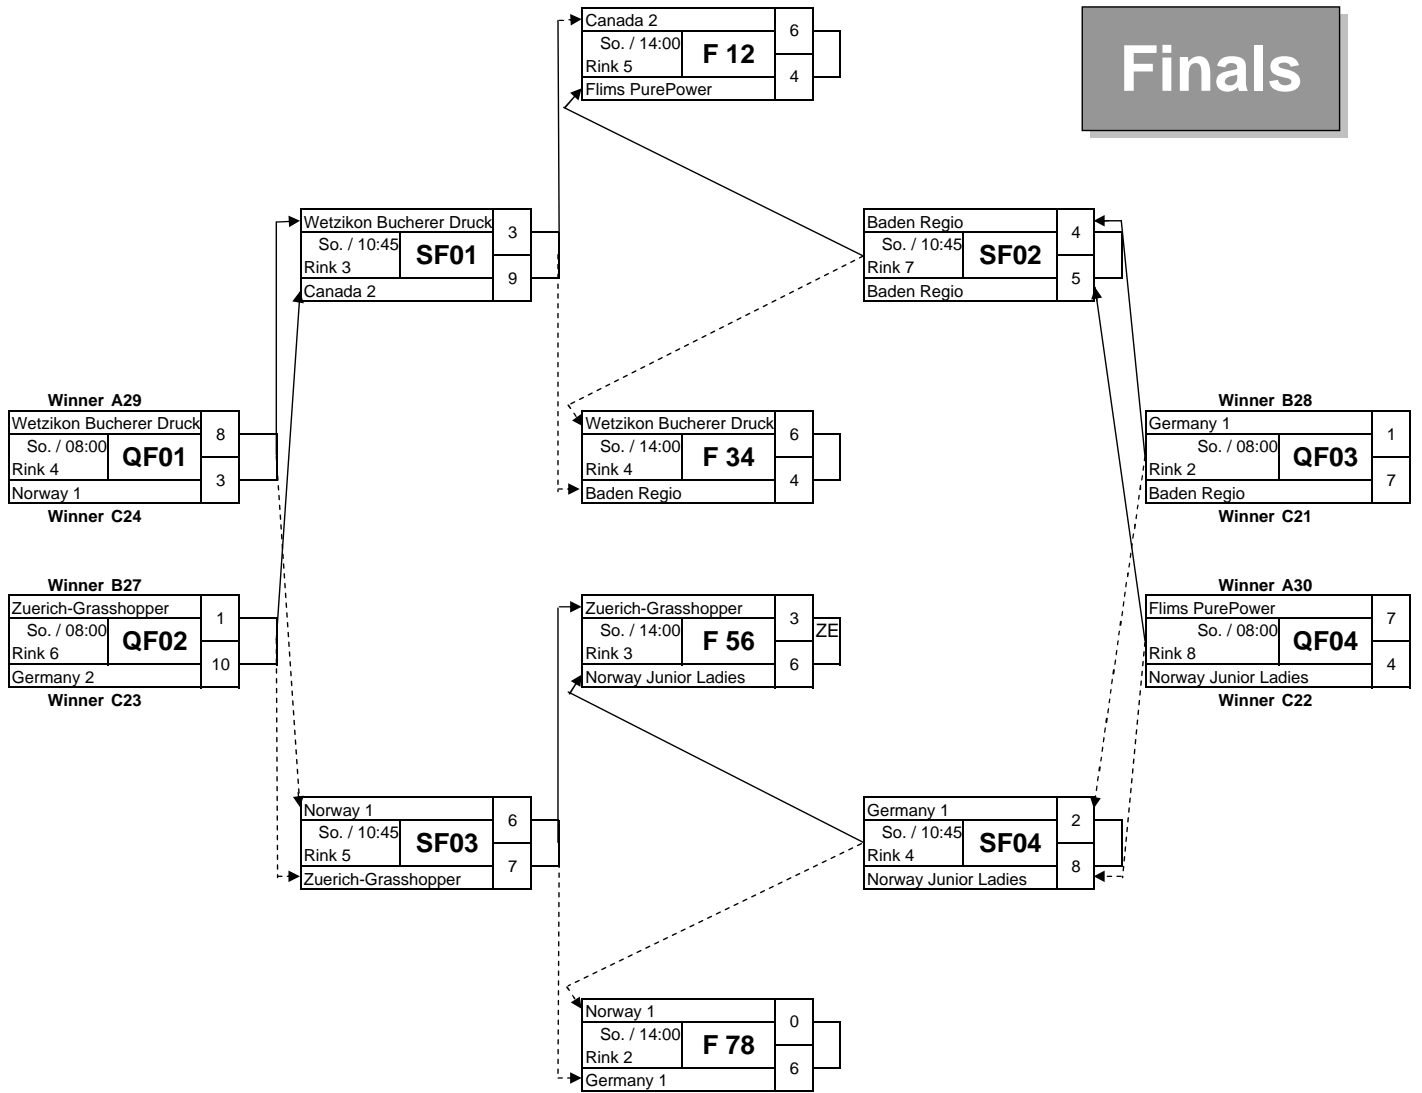 Finals
Canada 2
6
So. / 14:00
F 12
Rink 5
4
Flims PurePower
Wetzikon Bucherer Druck
3
So. / 10:45
SF01
Rink 3
9
Canada 2
Baden Regio
4
So. / 10:45
SF02
Rink 7
5
Baden Regio
Winner A29
Wetzikon Bucherer Druck
8
So. / 08:00
QF01
Rink 4
3
Norway 1
Winner C24
Wetzikon Bucherer Druck
6
So. / 14:00
F 34
Rink 4
4
Baden Regio
Winner B28
Germany 1
1
So. / 08:00
QF03
Rink 2
7
Baden Regio
Winner C21
Winner B27
Zuerich-Grasshopper
1
So. / 08:00
QF02
Rink 6
10
Germany 2
Winner C23
Zuerich-Grasshopper
3
ZE
So. / 14:00
F 56
Rink 3
6
Norway Junior Ladies
Winner A30
Flims PurePower
7
So. / 08:00
QF04
Rink 8
4
Norway Junior Ladies
Winner C22
Norway 1
6
So. / 10:45
SF03
Rink 5
7
Zuerich-Grasshopper
Germany 1
2
So. / 10:45
SF04
Rink 4
8
Norway Junior Ladies
Norway 1
0
So. / 14:00
F 78
Rink 2
6
Germany 1